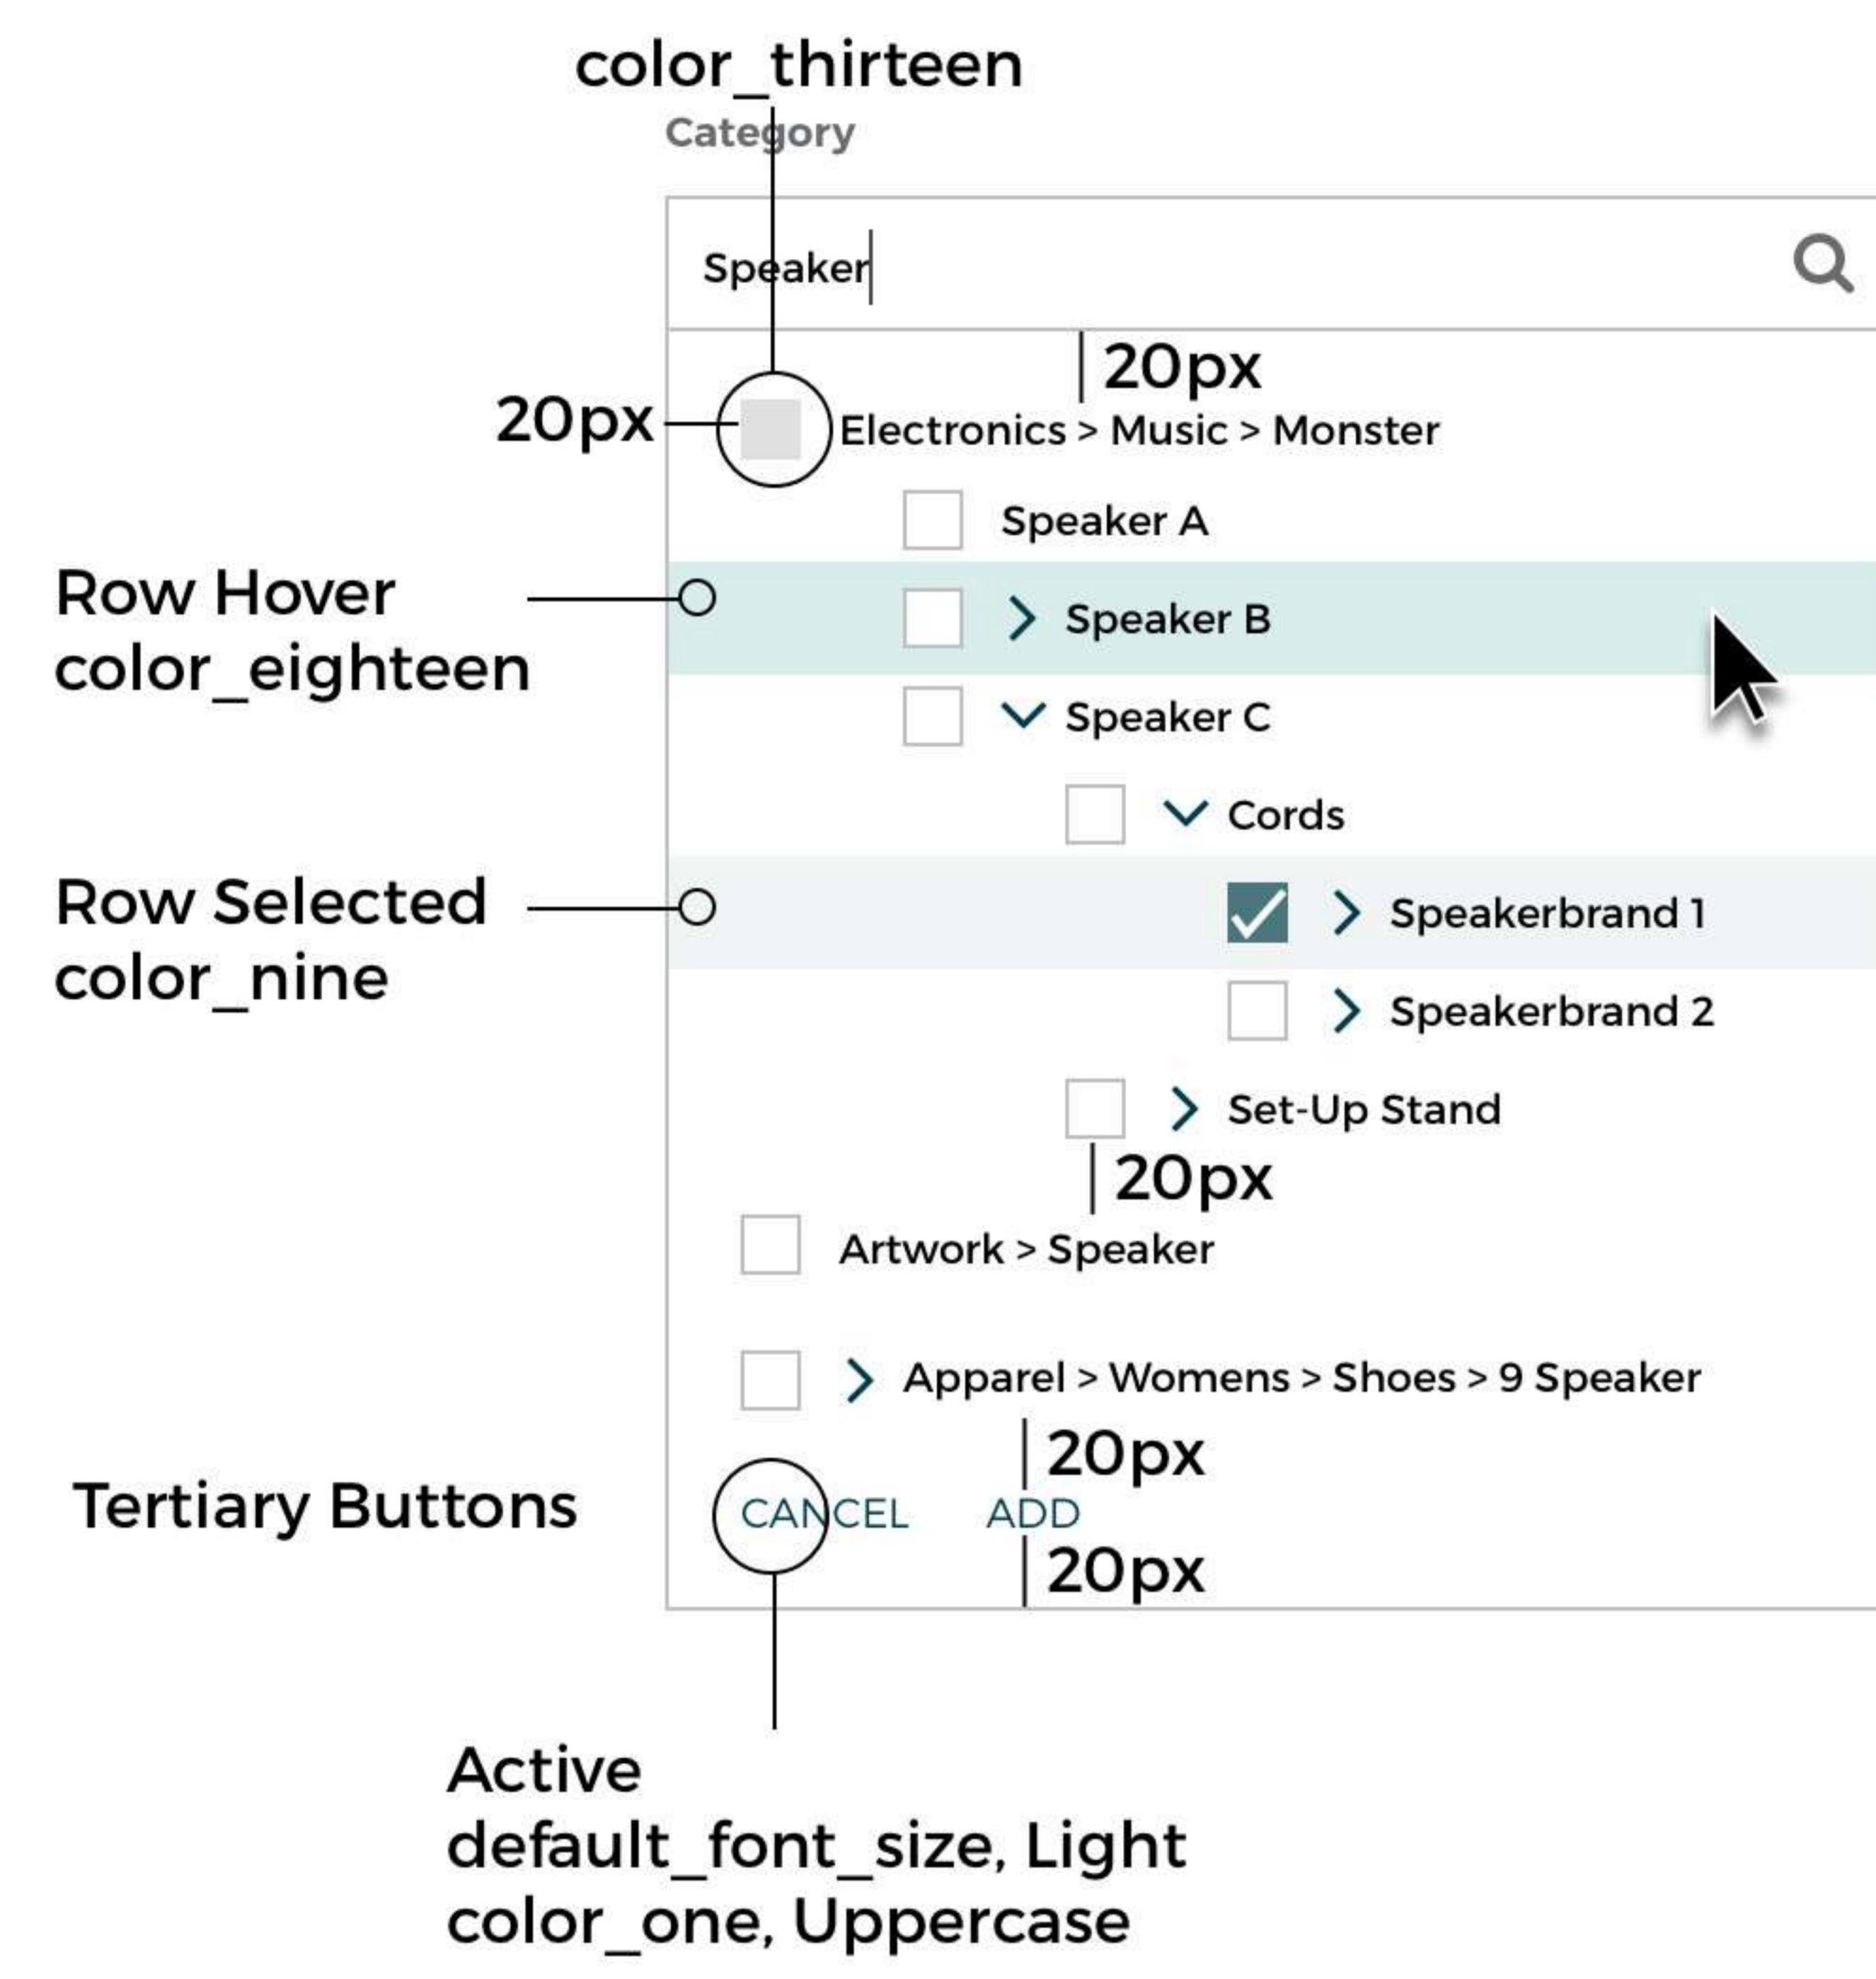 color_thirteen
Category
Speaker
20px
20px
Electronics > Music > Monster
Speaker A
Row Hover
color_eighteen
Speaker B
Speaker C
Cords
Row Selected
color_nine
Speakerbrand 1
Speakerbrand 2
Set-Up Stand
20px
Artwork > Speaker
Apparel > Womens > Shoes > 9 Speaker
20px
Tertiary Buttons
CANCEL ADD
20px
Active
default_font_size, Light
color_one, Uppercase